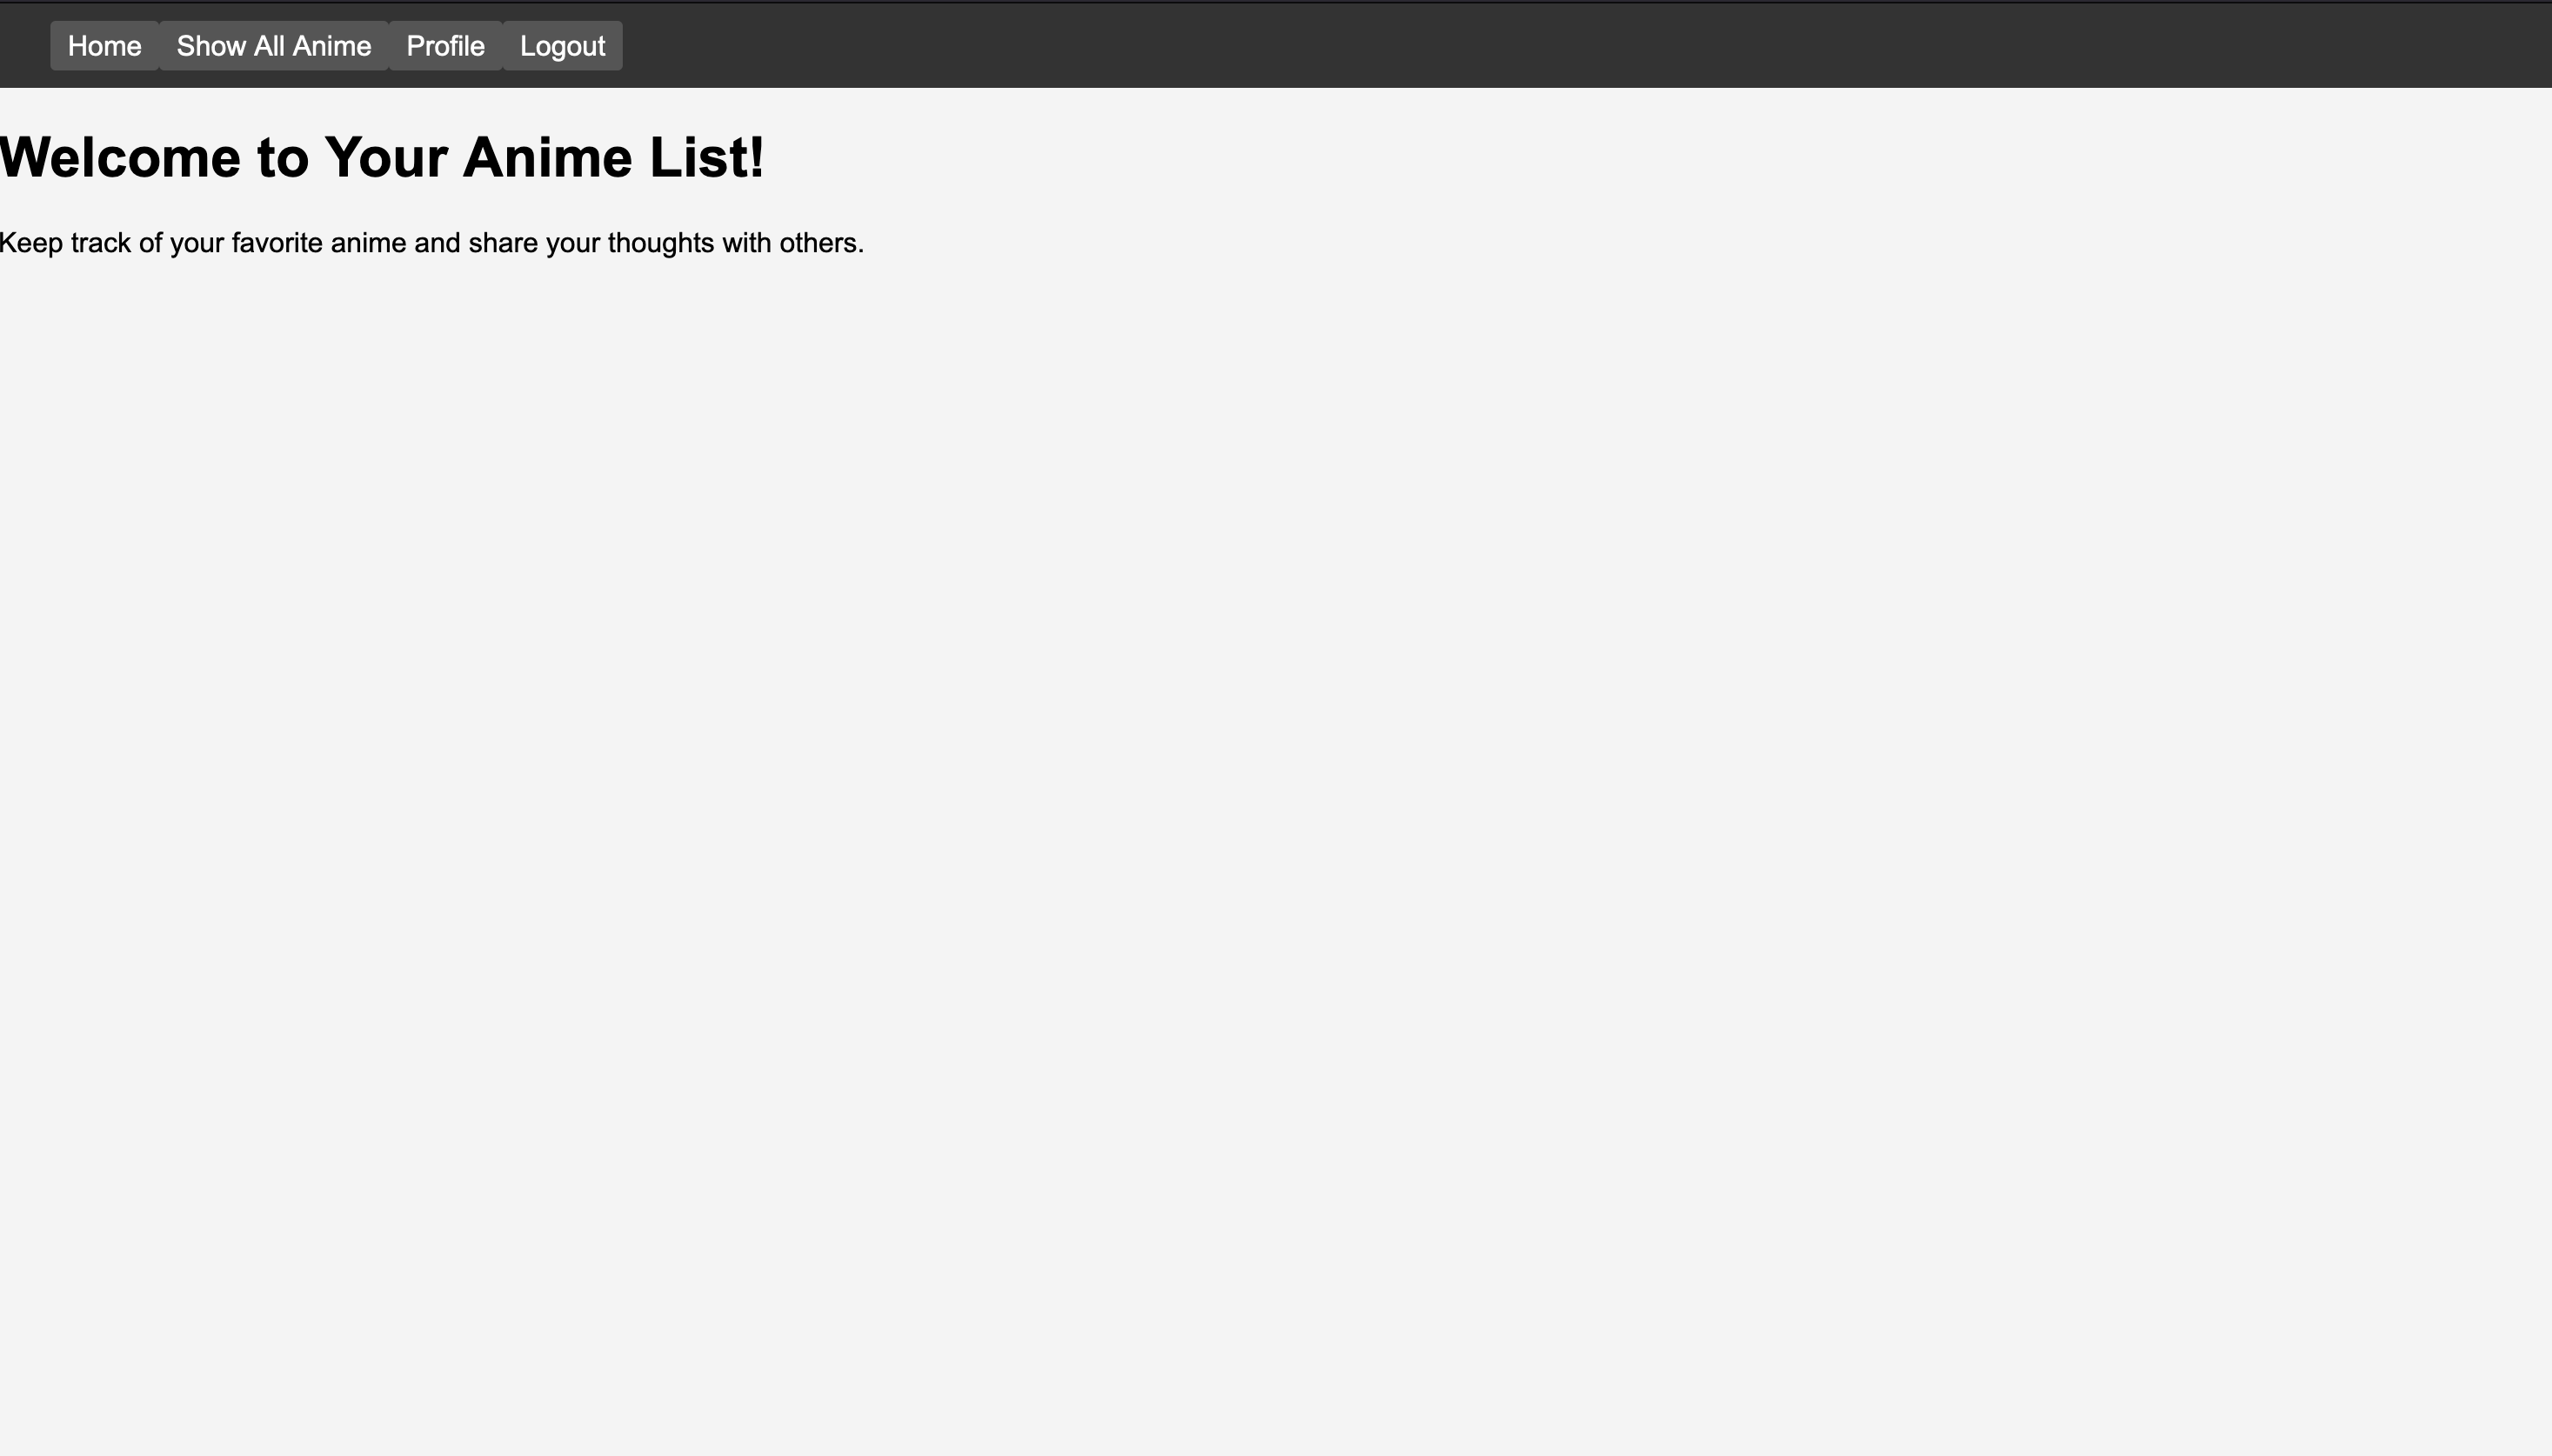 Home Show All Anime Profile Logout
Welcome to Your Anime List!
Keep track of your favorite anime and share your thoughts with others.